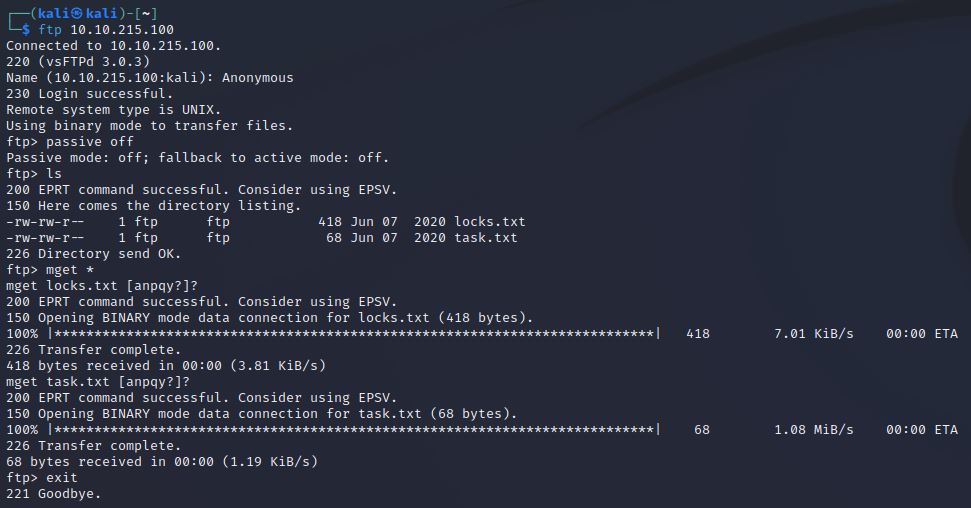 ┌──(kali㉿kali)-[~]
└─$ ftp 10.10.215.100
Connected to 10.10.215.100.
220 (vsFTPd 3.0.3)
Name (10.10.215.100:kali): Anonymous
230 Login successful.
Remote system type is UNIX.
Using binary mode to transfer files.
ftp> passive off
Passive mode: off; fallback to active mode: off.
ftp> ls
200 EPRT command successful. Consider using EPSV.
150 Here comes the directory listing.
-rw-rw-r--    1 ftp      ftp           418 Jun 07  2020 locks.txt
-rw-rw-r--    1 ftp      ftp            68 Jun 07  2020 task.txt
226 Directory send OK.
ftp> mget *
mget locks.txt [anpqy?]?
200 EPRT command successful. Consider using EPSV.
150 Opening BINARY mode data connection for locks.txt (418 bytes).
100% |***************************************************************************|   418        7.01 KiB/s    00:00 ETA
226 Transfer complete.
418 bytes received in 00:00 (3.81 KiB/s)
mget task.txt [anpqy?]?
200 EPRT command successful. Consider using EPSV.
150 Opening BINARY mode data connection for task.txt (68 bytes).
100% |***************************************************************************|    68        1.08 MiB/s    00:00 ETA
226 Transfer complete.
68 bytes received in 00:00 (1.19 KiB/s)
ftp> exit
221 Goodbye.